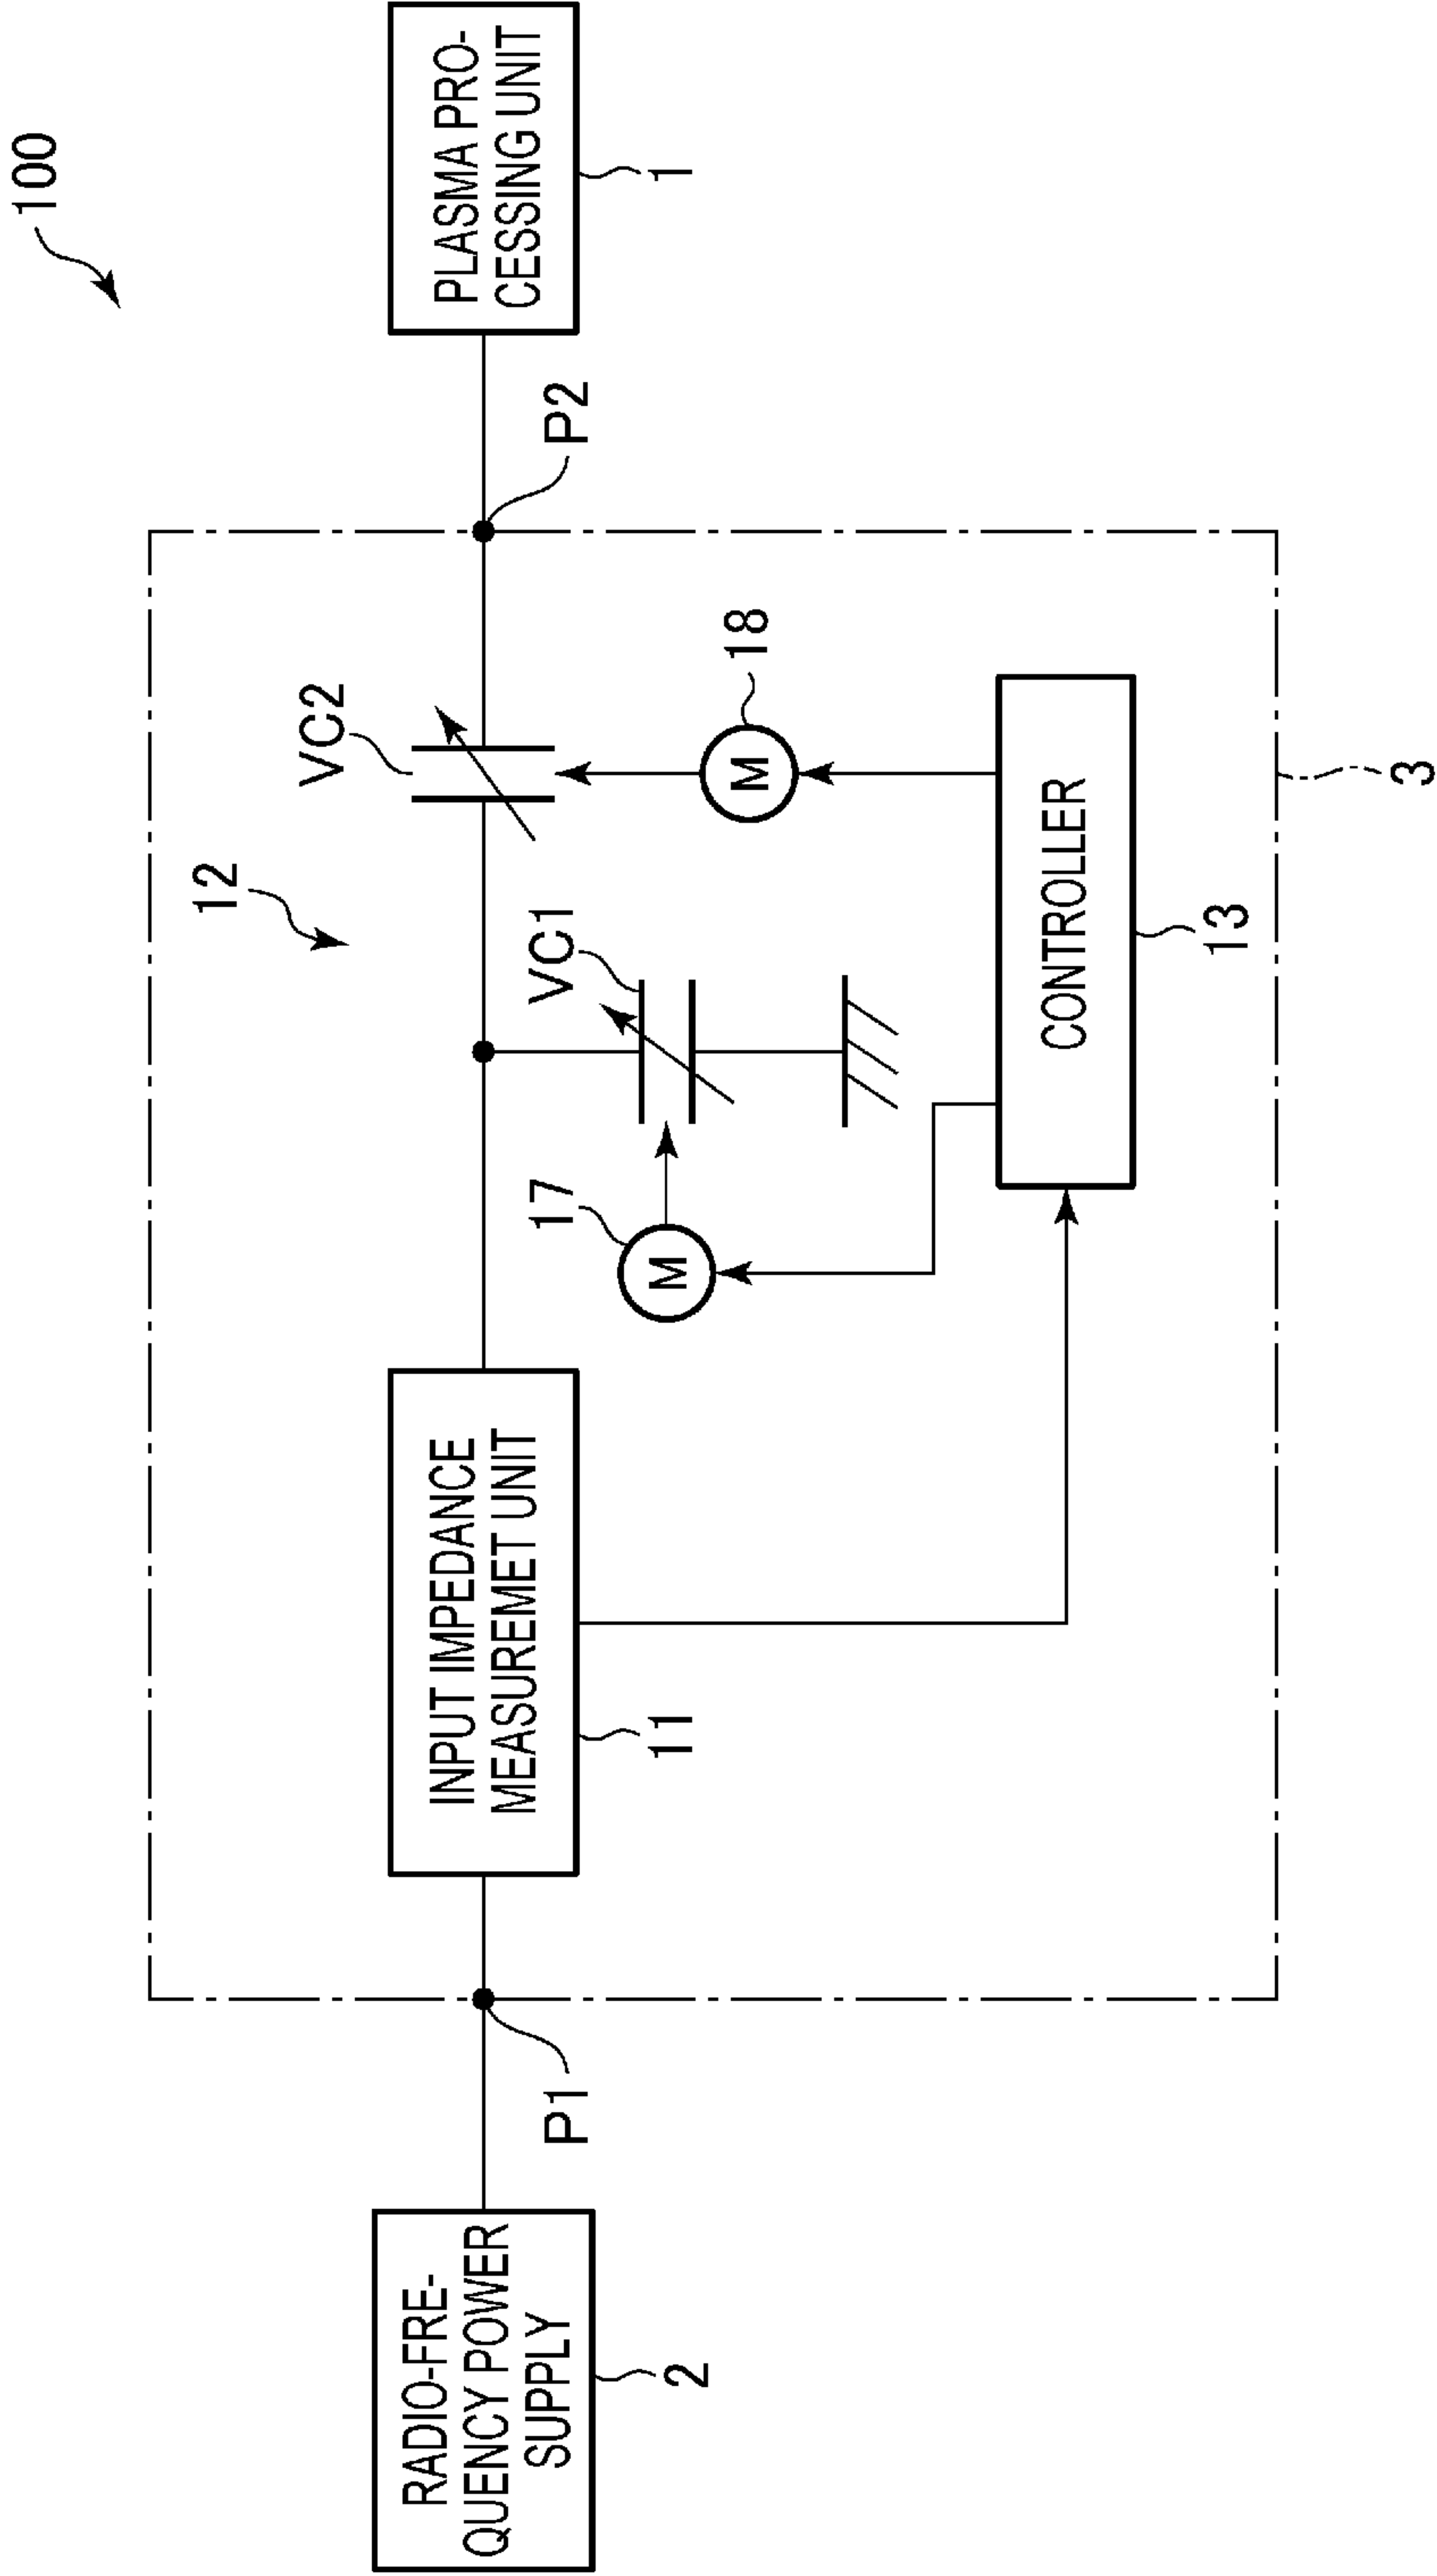 100
RADIO-FRE-
QUENCY POWER
SUPPLY
2
P1
INPUT IMPEDANCE
MEASUREMET UNIT
11
12
VC1
M
17
VC2
M
18
CONTROLLER
13
3
P2
PLASMA PRO-
CESSING UNIT
1